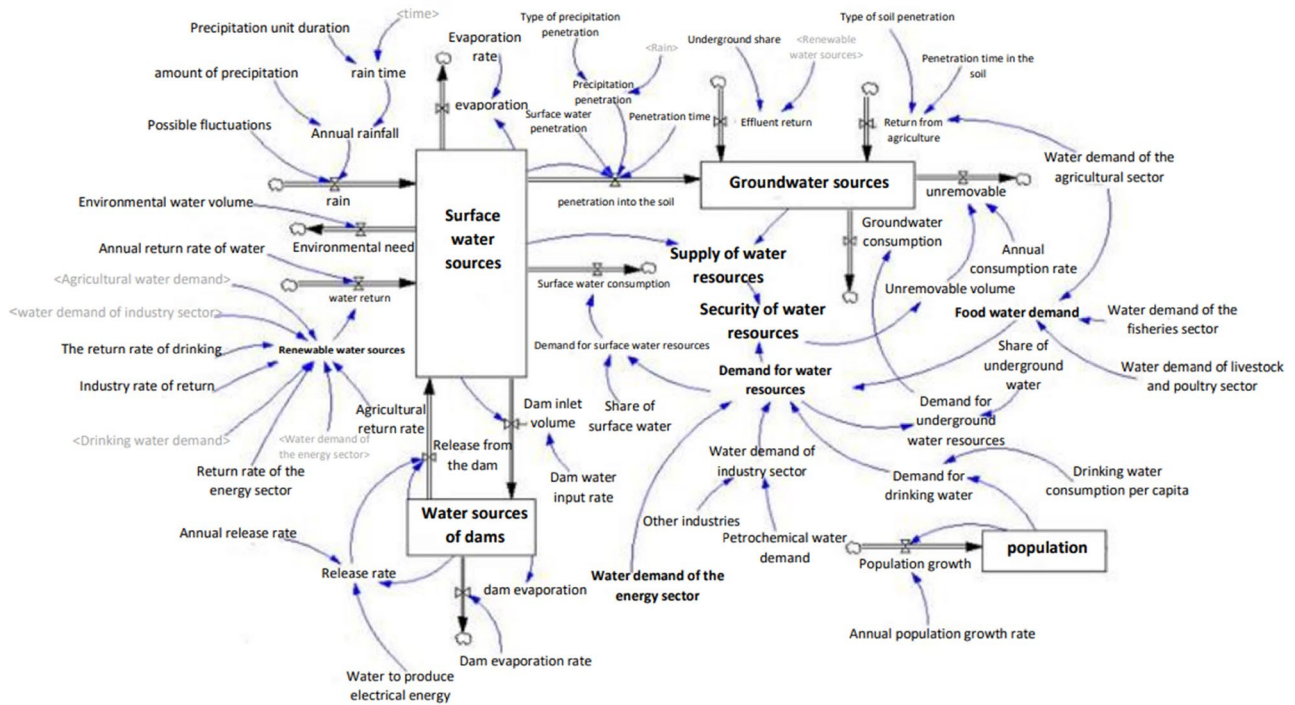 Precipitation unit duration
<time>
rain time
amount of precipitation
Possible fluctuations
Annual rainfall
rain
Environmental water volume
Environmental need
Annual return rate of water
water return
<Agricultural water demand>
<water demand of industry sector>
The return rate of drinking
Renewable water sources
Industry rate of return
<Drinking water demand>
<Water demand of
the energy sector>
Return rate of the
energy sector
Agricultural
return rate
Evaporation
rate
evaporation
Surface
water
sources
Type of precipitation
penetration
<Rain>
Precipitation
penetration
Surface water
penetration
Penetration time
penetration into the soil
Underground share
<Renewable
water sources>
Effluent return
Type of soil penetration
Penetration time in the
soil
Return from
agriculture
Water demand of the
agricultural sector
Groundwater sources
unremovable
Groundwater
consumption
Annual
consumption rate
Unremovable volume
Supply of water
resources
Surface water consumption
Security of water
resources
Food water demand
Water demand of the
fisheries sector
Demand for surface water resources
Demand for water
resources
Share of
underground
water
Water demand of livestock
and poultry sector
Share of
surface water
Demand for
underground
water resources
Dam inlet
volume
Release from
the dam
Dam water
input rate
Water demand of
industry sector
Demand for
drinking water
Drinking water
consumption per capita
Other industries
Petrochemical water
demand
Water sources
of dams
Annual release rate
Release rate
dam evaporation
Water demand of the
energy sector
population
Population growth
Annual population growth rate
Dam evaporation rate
Water to produce
electrical energy